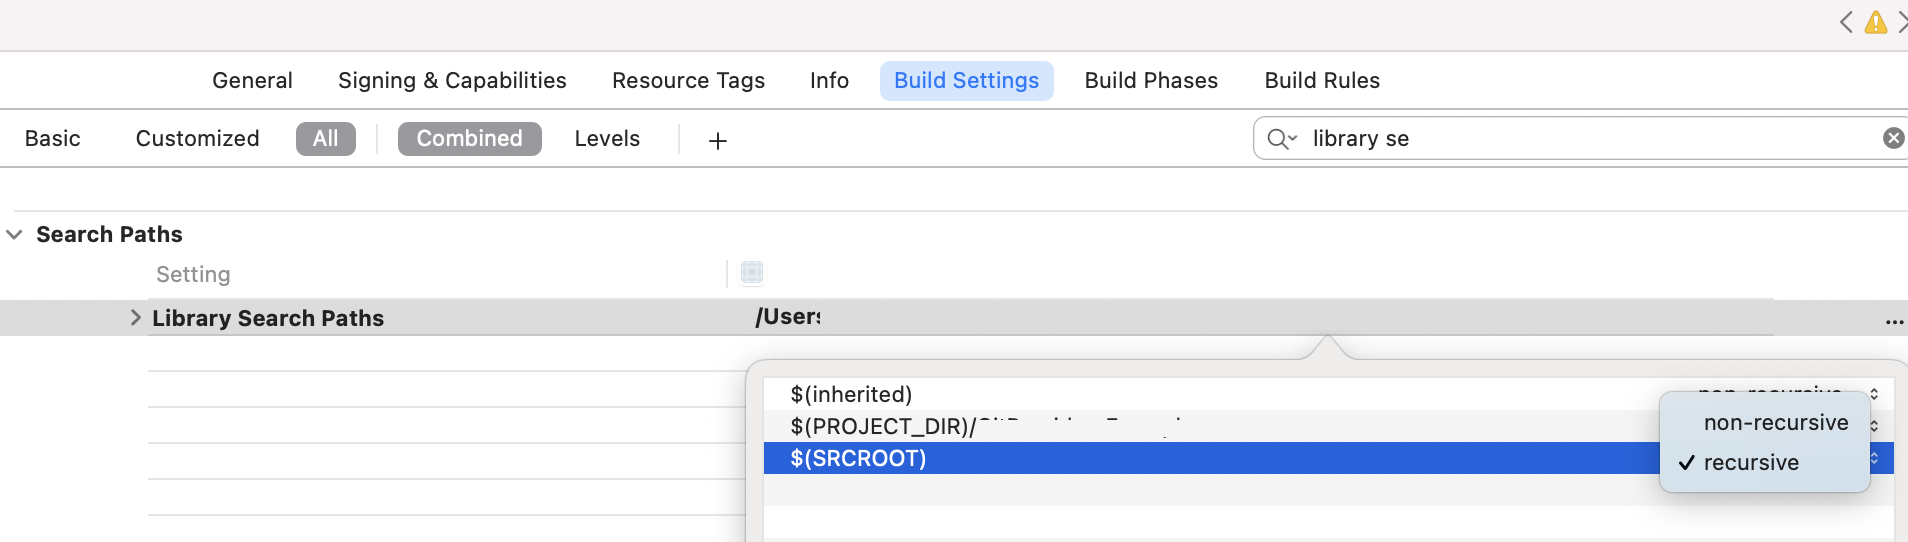 General Signing & Capabilities Resource Tags Info Build Settings Build Phases Build Rules
Basic Customized All Combined Levels + library se
Search Paths
Setting
Library Search Paths /Users ...
$(inherited)
$(PROJECT_DIR)/
non-recursive
$(SRCROOT)
recursive